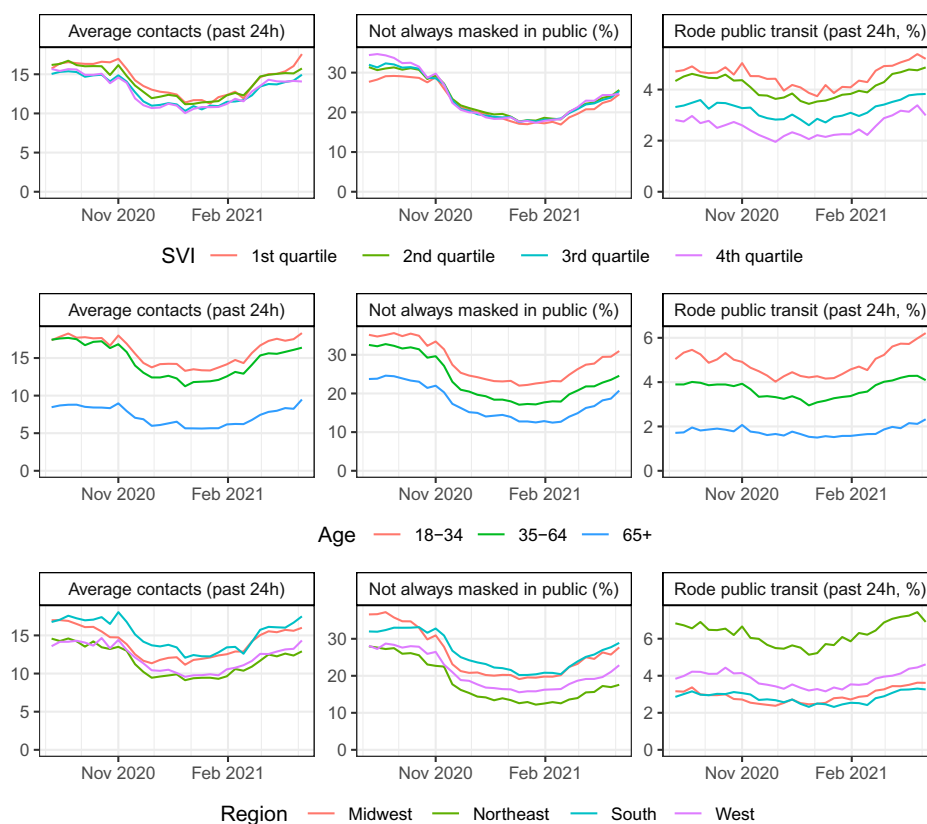 Average contacts (past 24h) Not always masked in public (%) Rode public transit (past 24h, %)
15 30 4
10 20
5 10 2
0 0 0
Nov 2020 Feb 2021 Nov 2020 Feb 2021 Nov 2020 Feb 2021
SVI 1st quartile 2nd quartile 3rd quartile 4th quartile
Average contacts (past 24h) Not always masked in public (%) Rode public transit (past 24h, %)
15 30 6
10 20 4
5 10 2
0 0 0
Nov 2020 Feb 2021 Nov 2020 Feb 2021 Nov 2020 Feb 2021
Age 18−34 35−64 65+
Average contacts (past 24h) Not always masked in public (%) Rode public transit (past 24h, %)
15 30 6
10 20 4
5 10 2
0 0 0
Nov 2020 Feb 2021 Nov 2020 Feb 2021 Nov 2020 Feb 2021
Region Midwest Northeast South West